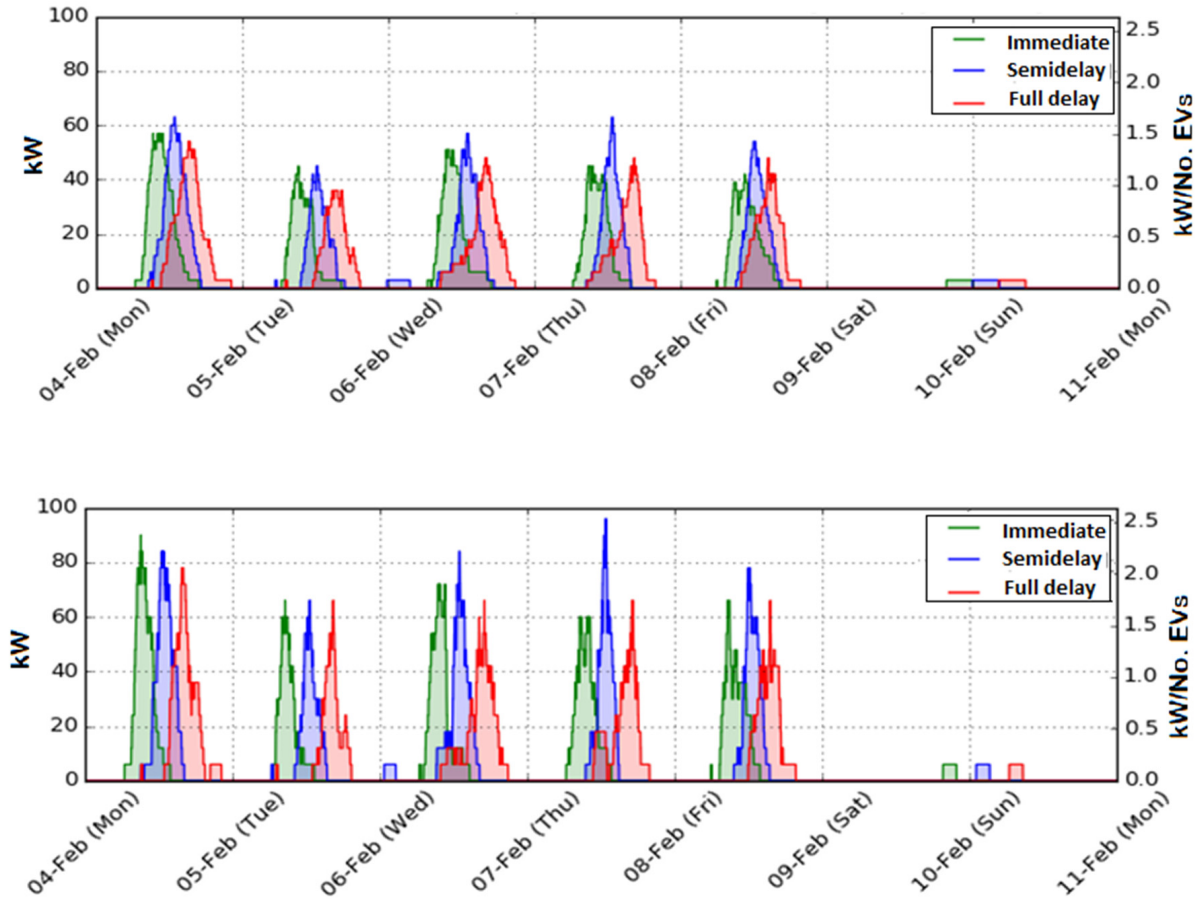 100
80
60
40
20
0
kW
2.5
2.0
1.5
1.0
0.5
0.0
kW/No. EVs
Immediate
Semidelay
Full delay
04-Feb (Mon)
05-Feb (Tue)
06-Feb (Wed)
07-Feb (Thu)
08-Feb (Fri)
09-Feb (Sat)
10-Feb (Sun)
11-Feb (Mon)
100
80
60
40
20
0
kW
2.5
2.0
1.5
1.0
0.5
0.0
kW/No. EVs
Immediate
Semidelay
Full delay
04-Feb (Mon)
05-Feb (Tue)
06-Feb (Wed)
07-Feb (Thu)
08-Feb (Fri)
09-Feb (Sat)
10-Feb (Sun)
11-Feb (Mon)